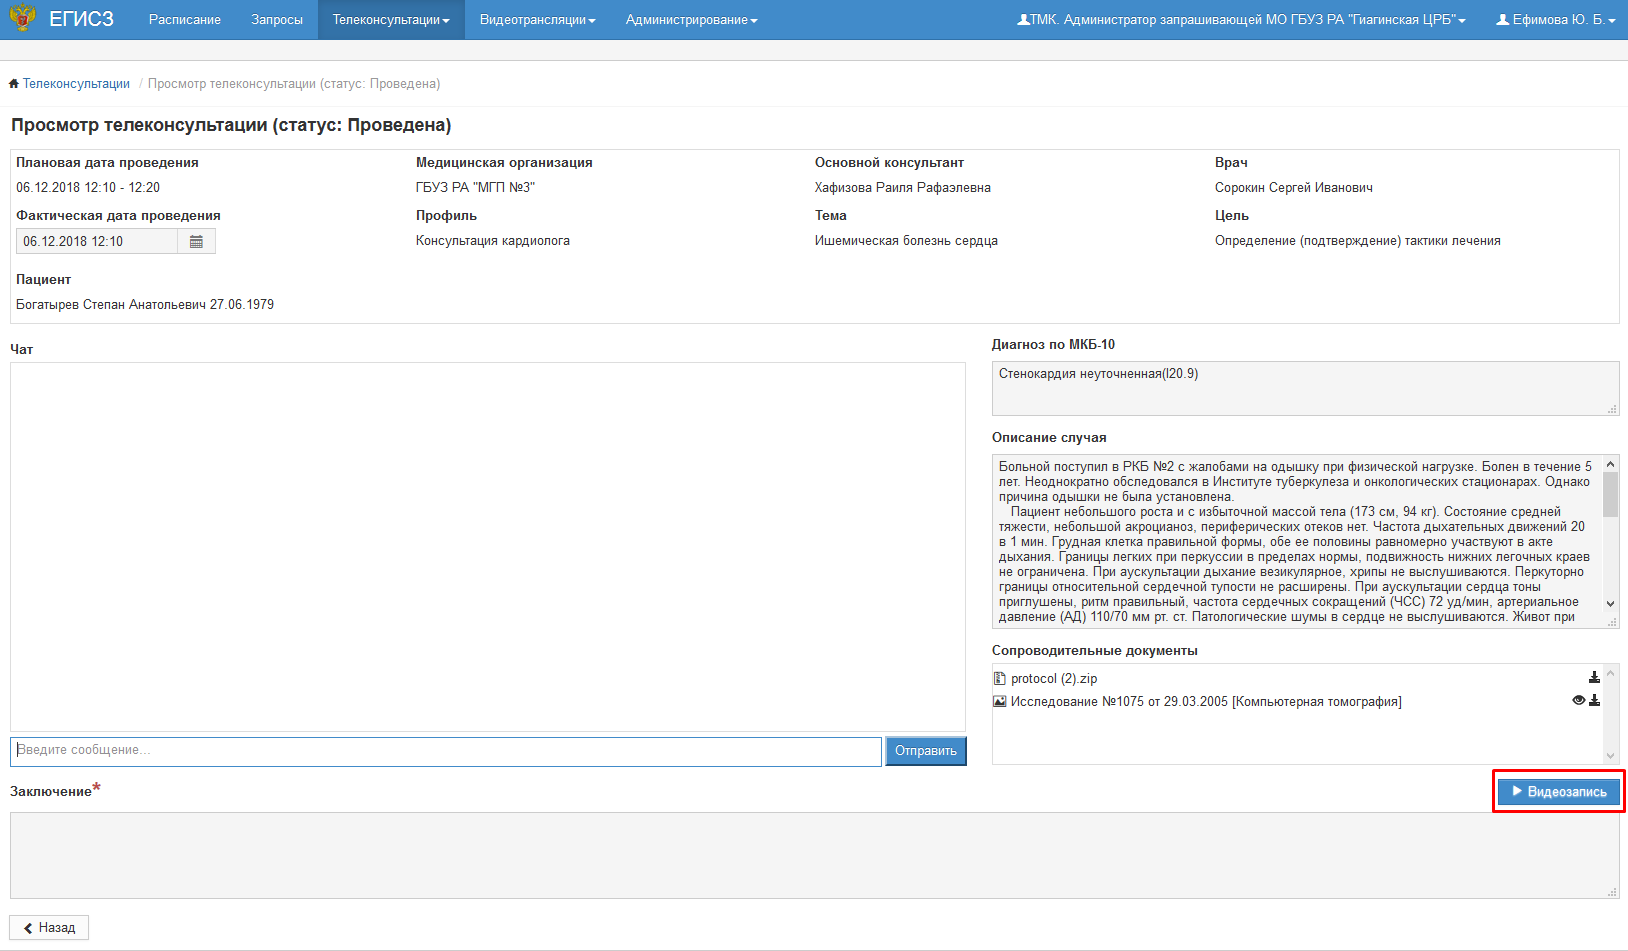 ЕГИСЗ Расписание Запросы Телеконсультации Видеотрансляции Администрирование ТМК. Администратор запрашивающей МО ГБУЗ РА "Гиагинская ЦРБ" Ефимова Ю. Б.
Телеконсультации / Просмотр телеконсультации (статус: Проведена)
Просмотр телеконсультации (статус: Проведена)
Плановая дата проведения Медицинская организация Основной консультант Врач
06.12.2018 12:10 - 12:20 ГБУЗ РА "МГП №3" Хафизова Раиля Рафаэлевна Сорокин Сергей Иванович
Фактическая дата проведения Профиль Тема Цель
06.12.2018 12:10 Консультация кардиолога Ишемическая болезнь сердца Определение (подтверждение) тактики лечения
Пациент
Богатырев Степан Анатольевич 27.06.1979
Чат
Введите сообщение...
Отправить
Диагноз по МКБ-10
Стенокардия неуточненная(I20.9)
Описание случая
Больной поступил в РКБ №2 с жалобами на одышку при физической нагрузке. Болен в течение 5
лет. Неоднократно обследовался в Институте туберкулеза и онкологических стационарах. Однако
причина одышки не была установлена.
Пациент небольшого роста и с избыточной массой тела (173 см, 94 кг). Состояние средней
тяжести, небольшой акроцианоз, периферических отеков нет. Частота дыхательных движений 20
в 1 мин. Грудная клетка правильной формы, обе ее половины равномерно участвуют в акте
дыхания. Границы легких при перкуссии в пределах нормы, подвижность нижних легочных краев
не ограничена. При аускультации дыхание везикулярное, хрипы не выслушиваются. Перкуторно
границы относительной сердечной тупости не расширены. При аускультации сердца тоны
приглушены, ритм правильный, частота сердечных сокращений (ЧСС) 72 уд/мин, артериальное
давление (АД) 110/70 мм рт. ст. Патологические шумы в сердце не выслушиваются. Живот при
Сопроводительные документы
protocol (2).zip
Исследование №1075 от 29.03.2005 [Компьютерная томография]
Видеозапись
Заключение*
Назад